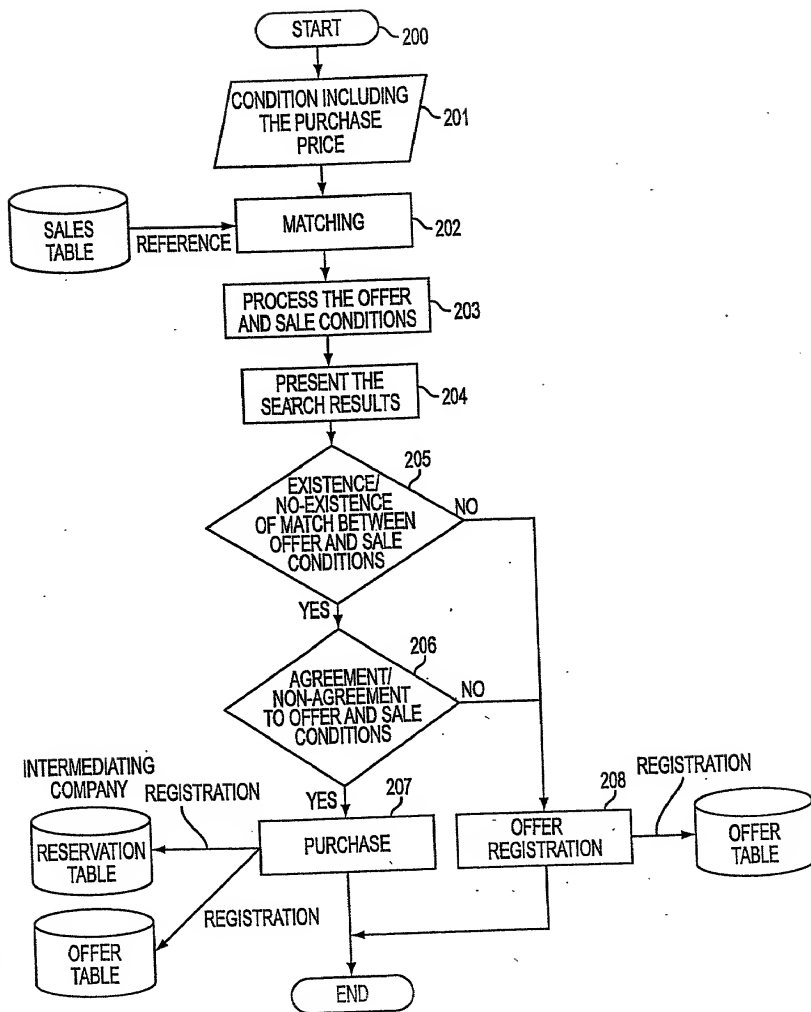 START
200
CONDITION INCLUDING
THE PURCHASE
PRICE
201
SALES
TABLE
REFERENCE
MATCHING
202
PROCESS THE OFFER
AND SALE CONDITIONS
203
PRESENT THE
SEARCH RESULTS
204
205
EXISTENCE/
NO-EXISTENCE
OF MATCH BETWEEN
OFFER AND SALE
CONDITIONS
NO
YES
206
AGREEMENT/
NON-AGREEMENT
TO OFFER AND SALE
CONDITIONS
NO
YES
INTERMEDIATING
COMPANY
REGISTRATION
RESERVATION
TABLE
207
PURCHASE
208
OFFER
REGISTRATION
REGISTRATION
OFFER
TABLE
REGISTRATION
OFFER
TABLE
END